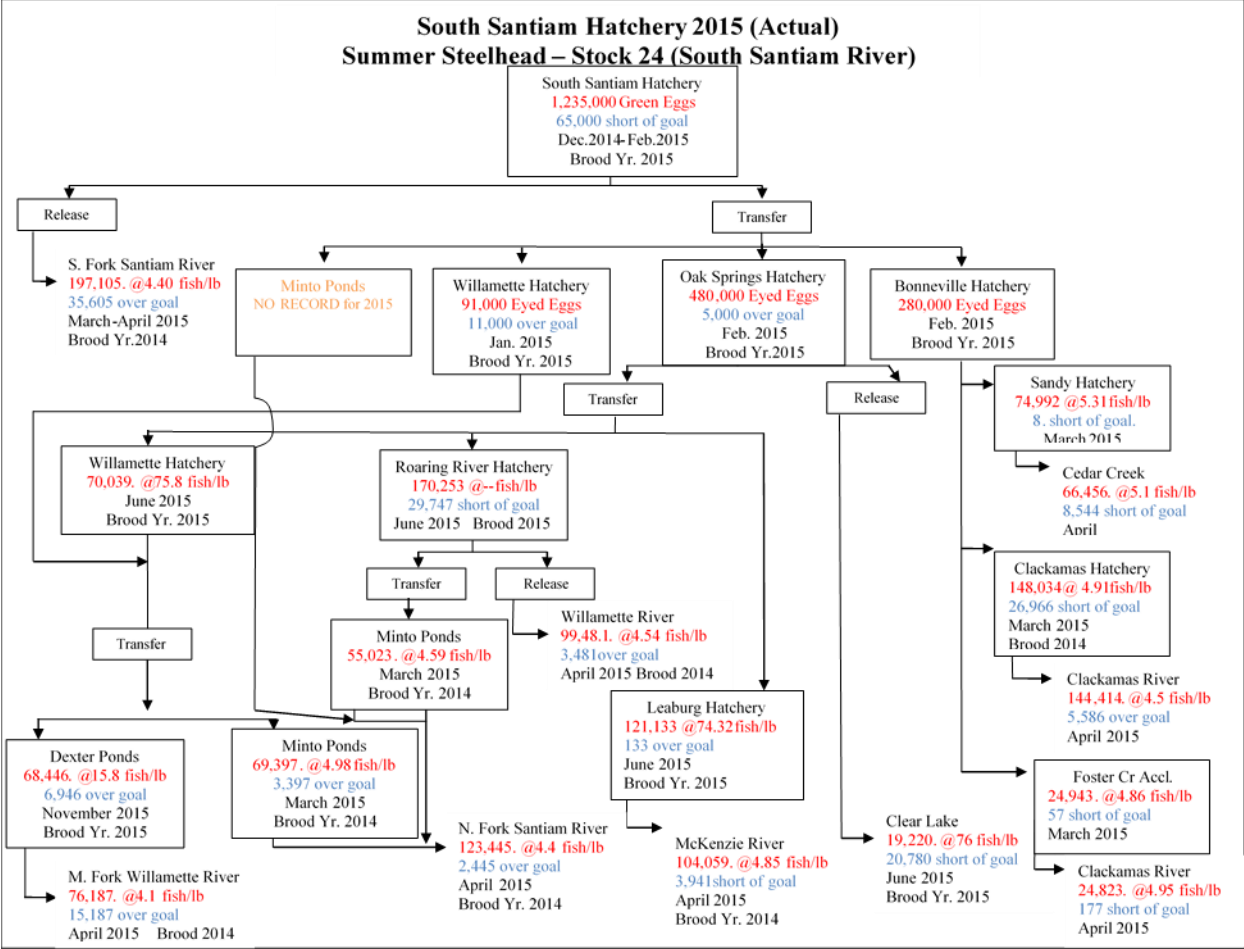 South Santiam Hatchery 2015 (Actual)
Summer Steelhead – Stock 24 (South Santiam River)
South Santiam Hatchery
1,235,000 Green Eggs
65,000 short of goal
Dec.2014-Feb.2015
Brood Yr. 2015
Release
Transfer
S. Fork Santiam River
197,105. @4.40 fish/lb
35,605 over goal
March-April 2015
Brood Yr.2014
Minto Ponds
NO RECORD for 2015
Willamette Hatchery
91,000 Eyed Eggs
11,000 over goal
Jan. 2015
Brood Yr. 2015
Oak Springs Hatchery
480,000 Eyed Eggs
5,000 over goal
Feb. 2015
Brood Yr.2015
Bonneville Hatchery
280,000 Eyed Eggs
Feb. 2015
Brood Yr. 2015
Transfer
Release
Sandy Hatchery
74,992 @5.31fish/lb
8. short of goal.
March 2015
Cedar Creek
66,456. @5.1 fish/lb
8,544 short of goal
April
Willamette Hatchery
70,039. @75.8 fish/lb
June 2015
Brood Yr. 2015
Roaring River Hatchery
170,253 @--fish/lb
29,747 short of goal
June 2015 Brood 2015
Transfer
Release
Clackamas Hatchery
148,034@ 4.91fish/lb
26,966 short of goal
March 2015
Brood 2014
Transfer
Minto Ponds
55,023. @4.59 fish/lb
March 2015
Brood Yr. 2014
Willamette River
99,48.1. @4.54 fish/lb
3,481over goal
April 2015 Brood 2014
Clackamas River
144,414. @4.5 fish/lb
5,586 over goal
April 2015
Leaburg Hatchery
121,133 @74.32fish/lb
133 over goal
June 2015
Brood Yr. 2015
Dexter Ponds
68,446. @15.8 fish/lb
6,946 over goal
November 2015
Brood Yr. 2015
Minto Ponds
69,397. @4.98 fish/lb
3,397 over goal
March 2015
Brood Yr. 2014
Foster Cr Accl.
24,943. @4.86 fish/lb
57 short of goal
March 2015
N. Fork Santiam River
123,445. @4.4 fish/lb
2,445 over goal
April 2015
Brood Yr. 2014
McKenzie River
104,059. @4.85 fish/lb
3,941short of goal
April 2015
Brood Yr. 2014
Clear Lake
19,220. @76 fish/lb
20,780 short of goal
June 2015
Brood Yr. 2015
M. Fork Willamette River
76,187. @4.1 fish/lb
15,187 over goal
April 2015 Brood 2014
Clackamas River
24,823. @4.95 fish/lb
177 short of goal
April 2015